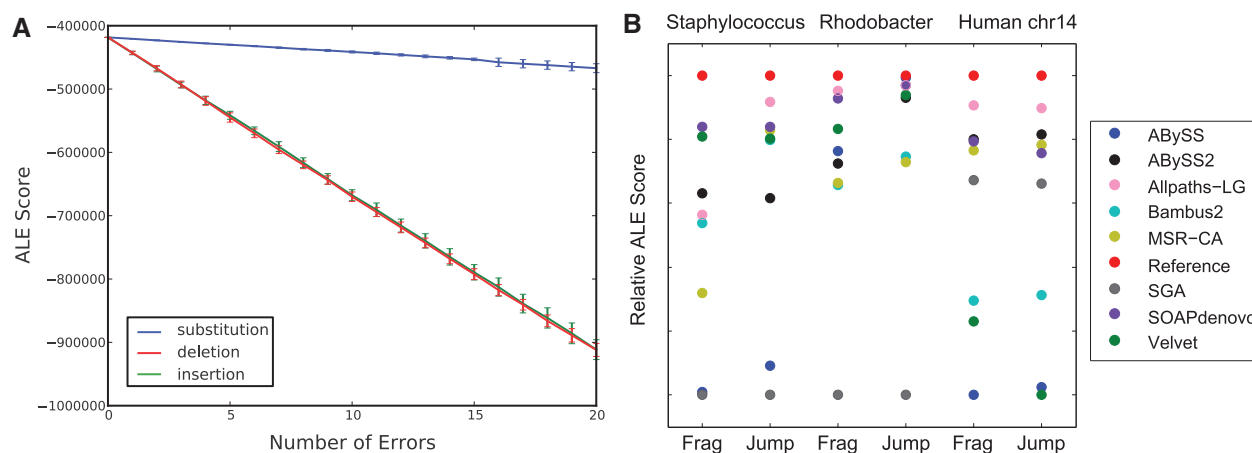 A
−400000
−500000
−600000
−700000
−800000
−900000
−1000000
ALE Score
0
5
10
15
20
Number of Errors
substitution
deletion
insertion
B
Staphylococcus Rhodobacter Human chr14
Relative ALE Score
Frag Jump Frag Jump Frag Jump
ABySS
ABySS2
Allpaths−LG
Bambus2
MSR−CA
Reference
SGA
SOAPdenovo
Velvet